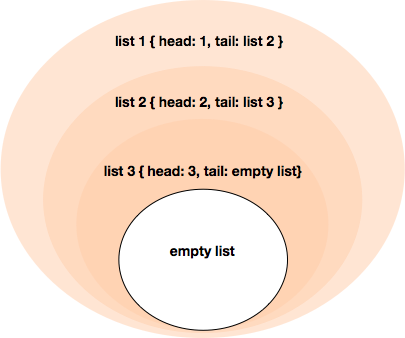 list 1 { head: 1, tail: list 2 }
list 2 { head: 2, tail: list 3 }
list 3 { head: 3, tail: empty list}
empty list